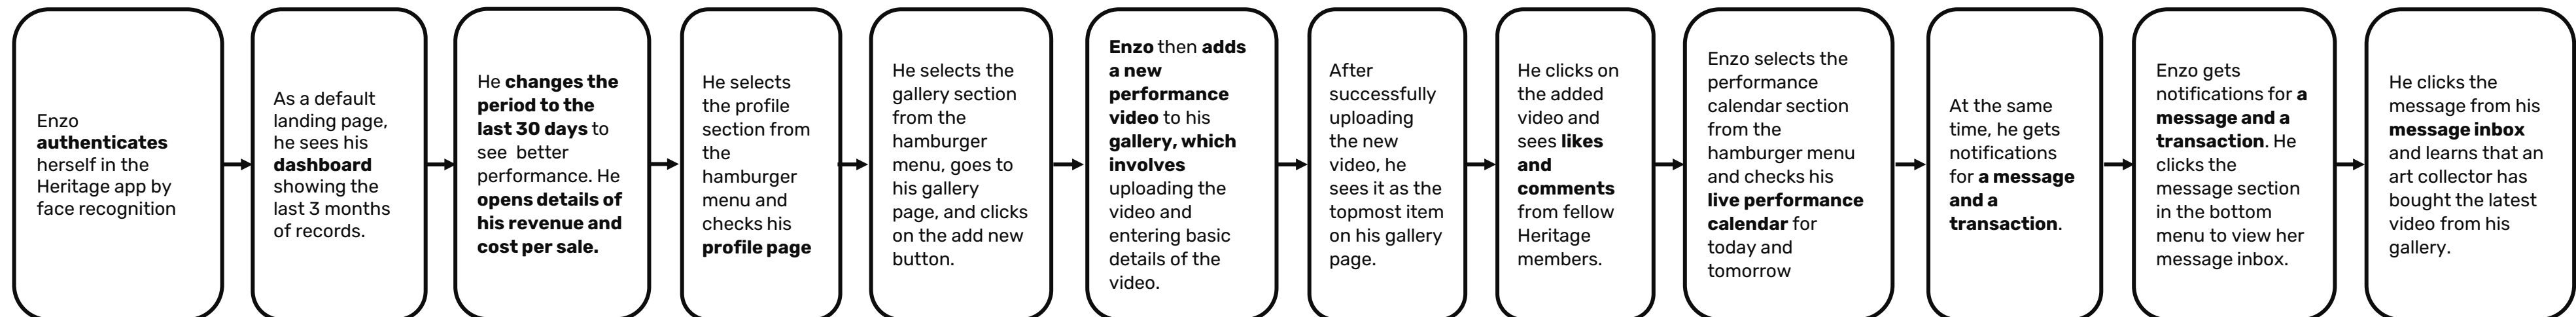 Enzo
authenticates
herself in the
Heritage app by
face recognition
As a default
landing page,
he sees his
dashboard
showing the
last 3 months
of records.
He changes the
period to the
last 30 days to
see better
performance. He
opens details of
his revenue and
cost per sale.
He selects
the profile
section from
the
hamburger
menu and
checks his
profile page
He selects the
gallery section
from the
hamburger
menu, goes to
his gallery
page, and clicks
on the add new
button.
Enzo then adds
a new
performance
video to his
gallery, which
involves
uploading the
video and
entering basic
details of the
video.
After
successfully
uploading
the new
video, he
sees it as the
topmost item
on his gallery
page.
He clicks on
the added
video and
sees likes
and
comments
from fellow
Heritage
members.
Enzo selects the
performance
calendar section
from the
hamburger menu
and checks his
live performance
calendar for
today and
tomorrow
At the same
time, he gets
notifications
for a message
and a
transaction.
Enzo gets
notifications for a
message and a
transaction. He
clicks the
message section
in the bottom
menu to view her
message inbox.
He clicks the
message from his
message inbox
and learns that an
art collector has
bought the latest
video from his
gallery.